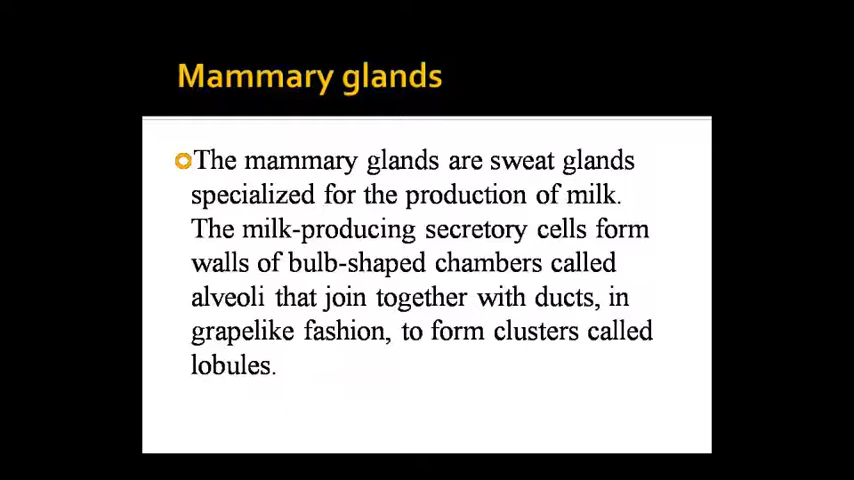 Mammary glands
The mammary glands are sweat glands
specialized for the production of milk.
The milk-producing secretory cells form
walls of bulb-shaped chambers called
alveoli that join together with ducts, in
grapelike fashion, to form clusters called
lobules.